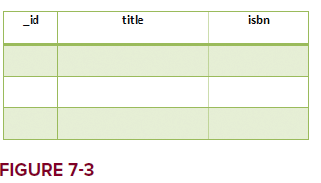 _id title isbn
FIGURE 7-3